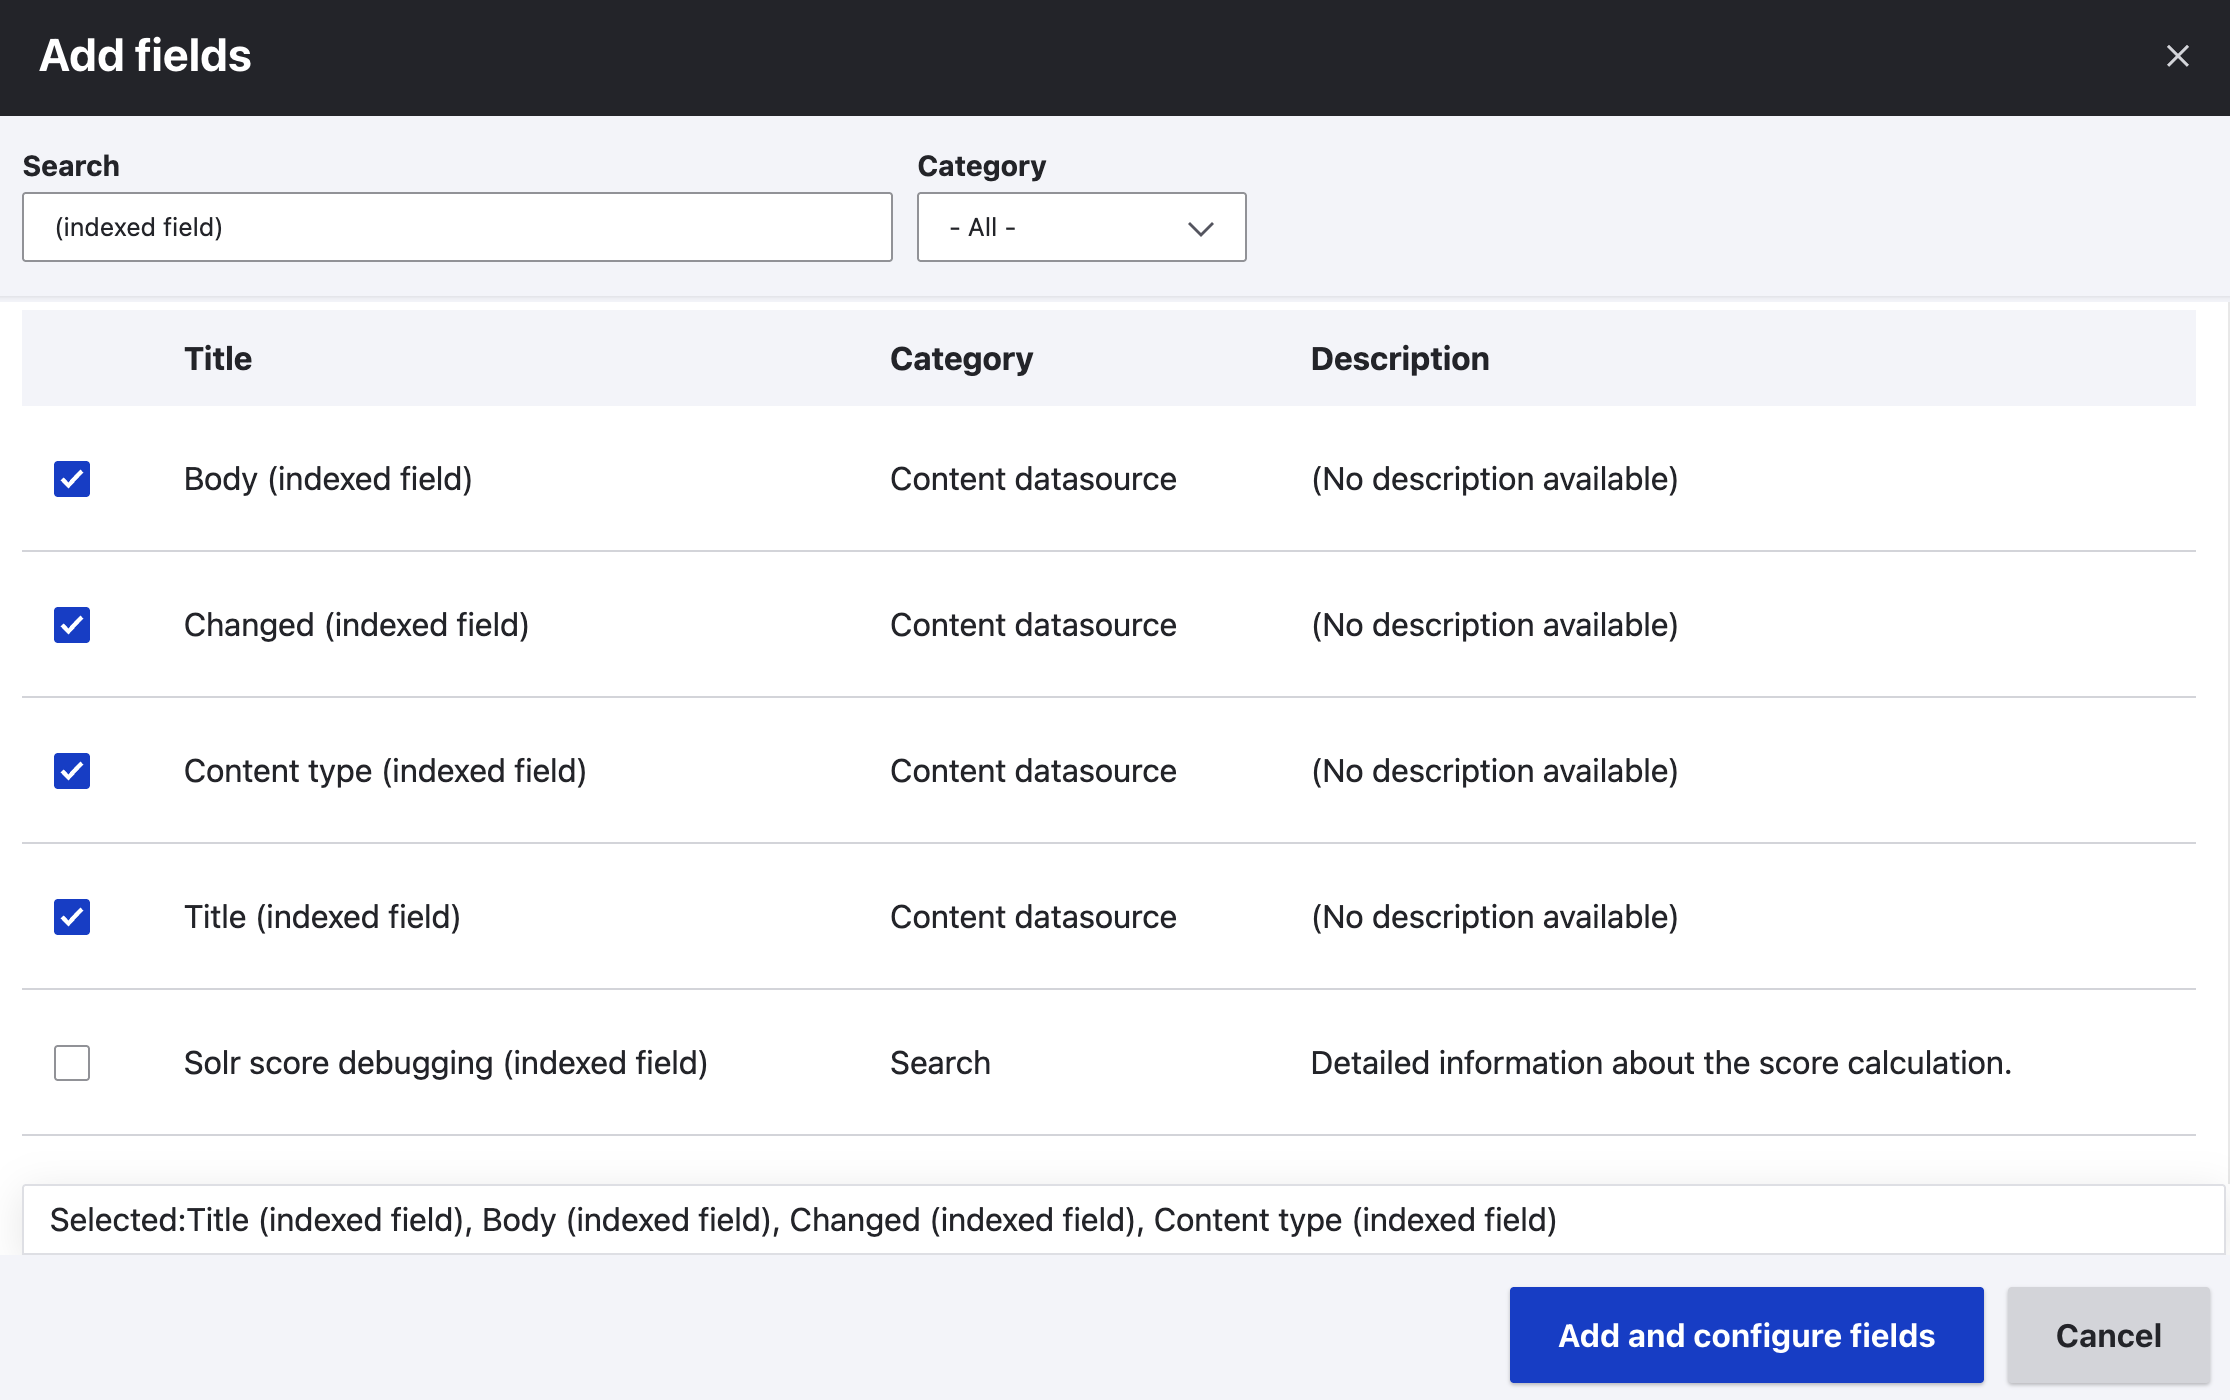 Add fields
Search
Category
(indexed field)
- All -
Title
Category
Description
Body (indexed field)
Content datasource
(No description available)
Changed (indexed field)
Content datasource
(No description available)
Content type (indexed field)
Content datasource
(No description available)
Title (indexed field)
Content datasource
(No description available)
Solr score debugging (indexed field)
Search
Detailed information about the score calculation.
Selected:Title (indexed field), Body (indexed field), Changed (indexed field), Content type (indexed field)
Add and configure fields
Cancel